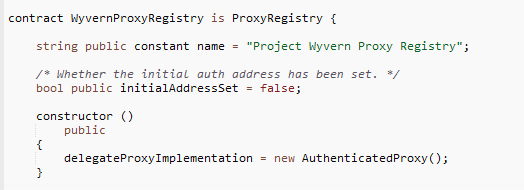 contract WyvernProxyRegistry is ProxyRegistry {
string public constant name = "Project Wyvern Proxy Registry";
/* Whether the initial auth address has been set. */
bool public initialAddressSet = false;
constructor ()
public
{
delegateProxyImplementation = new AuthenticatedProxy();
}